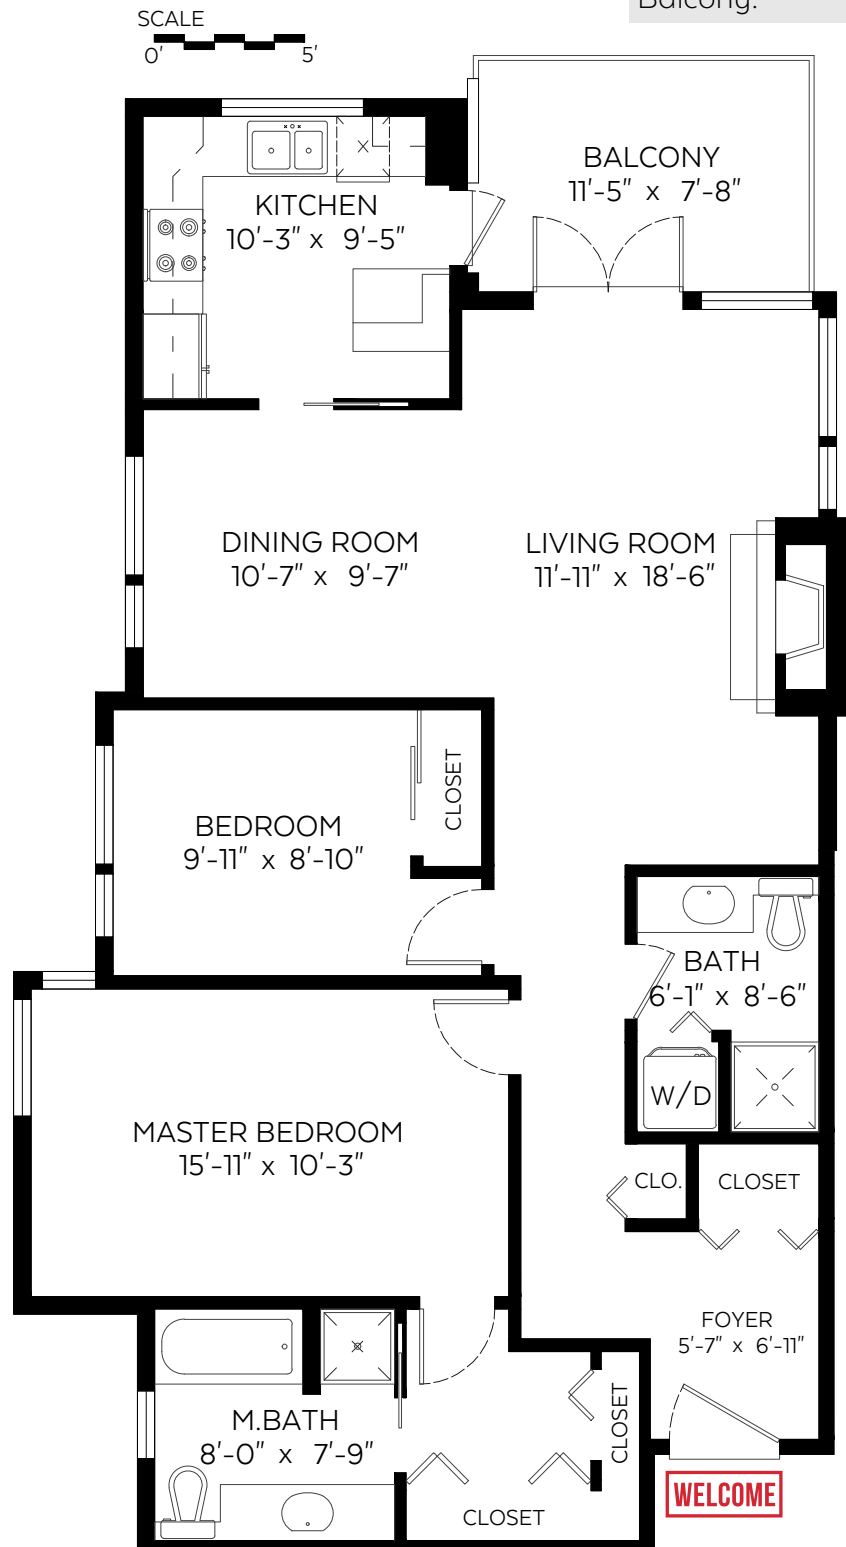 Balcony:
SCALE
0' 5'
BALCONY
11'-5" x 7'-8"
KITCHEN
10'-3" x 9'-5"
DINING ROOM
10'-7" x 9'-7"
LIVING ROOM
11'-11" x 18'-6"
CLOSET
BEDROOM
9'-11" x 8'-10"
BATH
6'-1" x 8'-6"
W/D
MASTER BEDROOM
15'-11" x 10'-3"
CLO.
CLOSET
FOYER
5'-7" x 6'-11"
M.BATH
8'-0" x 7'-9"
CLOSET
CLOSET
WELCOME